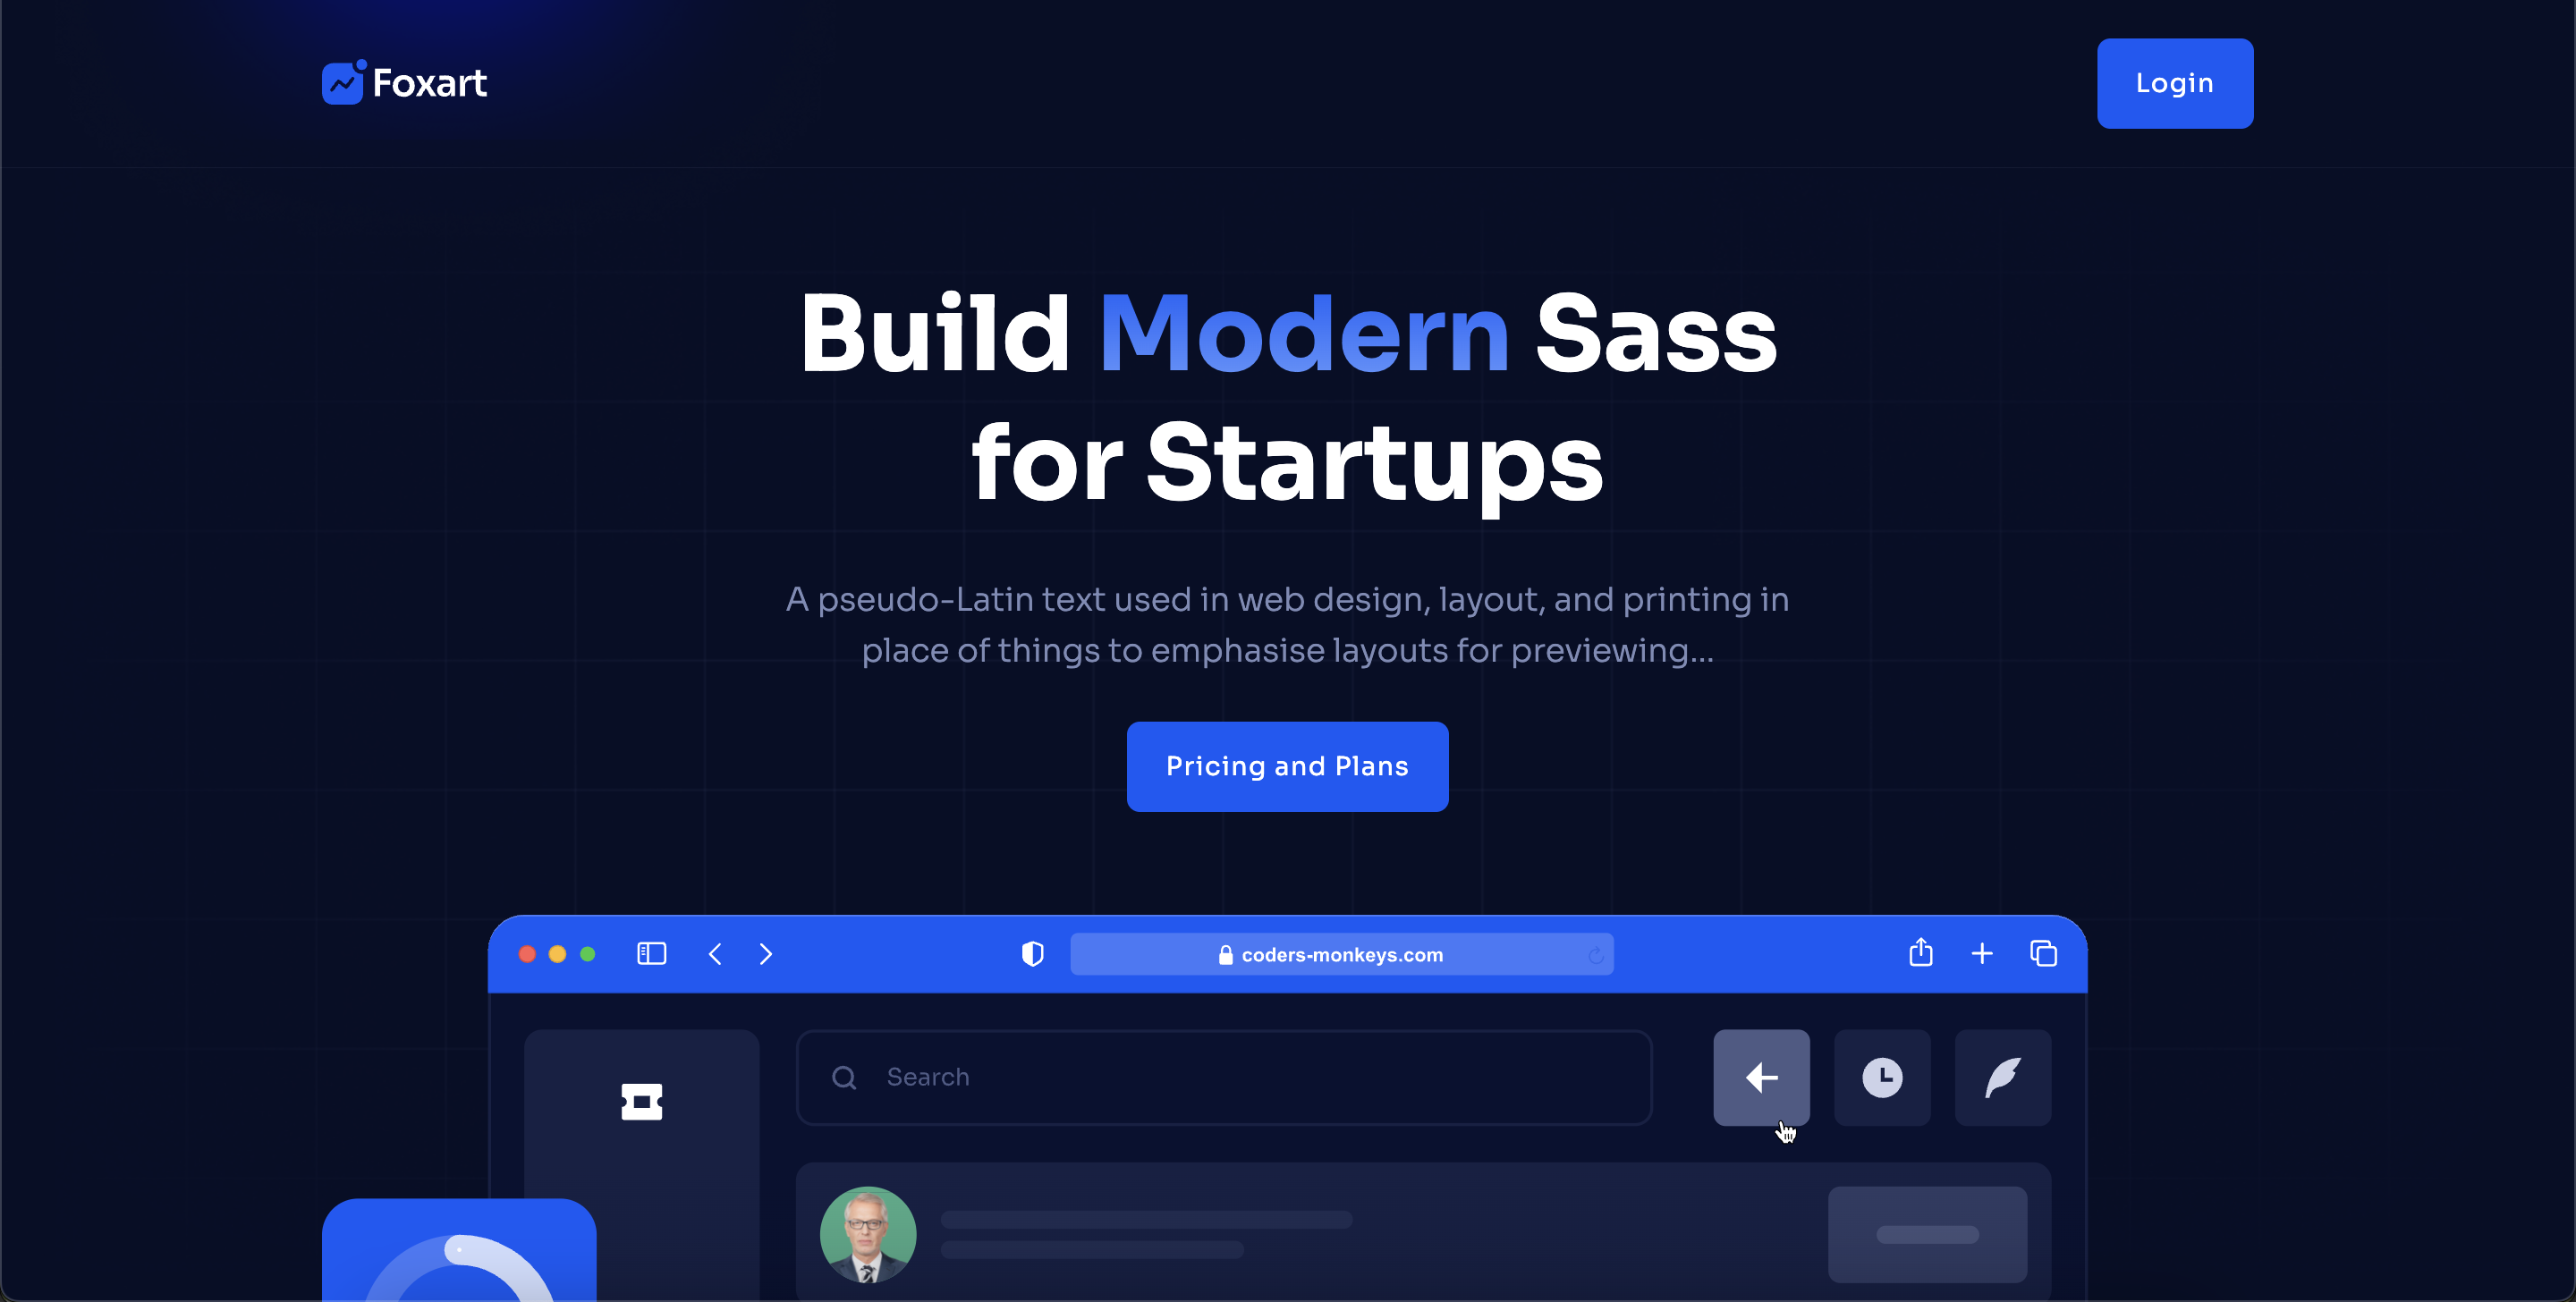 Foxart
Login
Build Modern Sass
for Startups
A pseudo-Latin text used in web design, layout, and printing in
place of things to emphasise layouts for previewing...
Pricing and Plans
coders-monkeys.com
Search